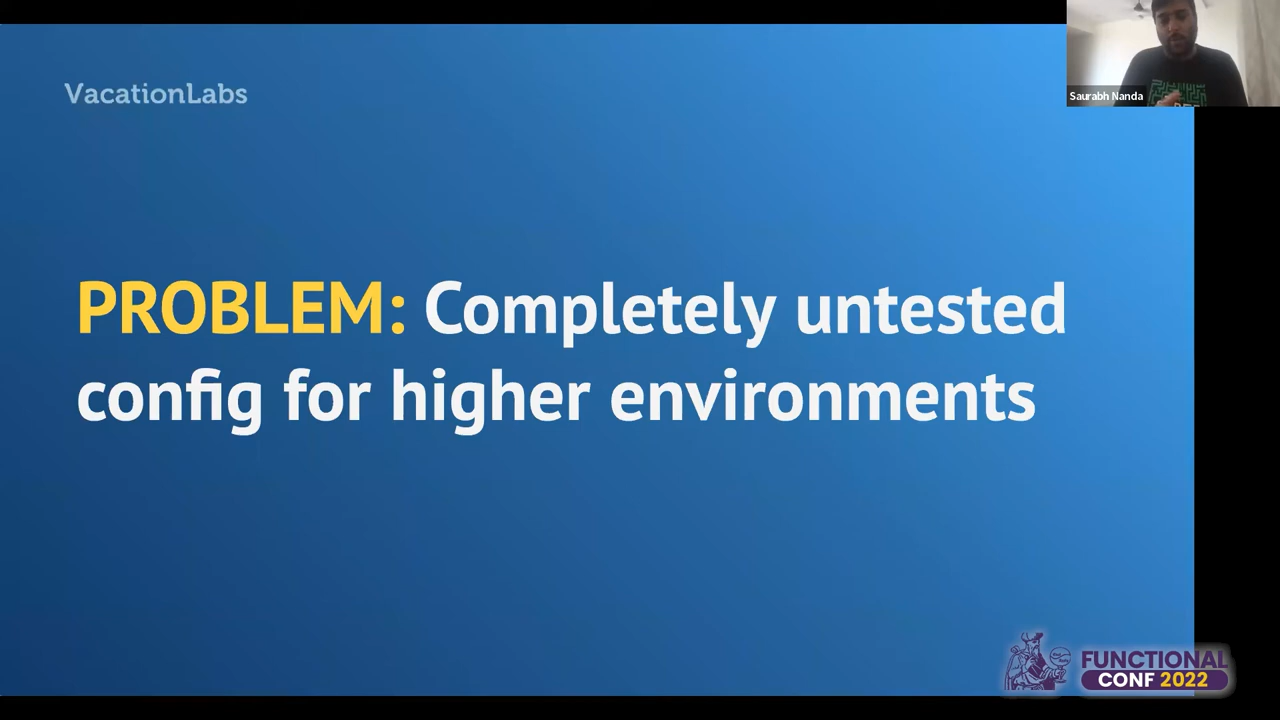 VacationLabs
Saurabh Nanda
PROBLEM: Completely untested
config for higher environments
FUNCTIONAL
CONF 2022